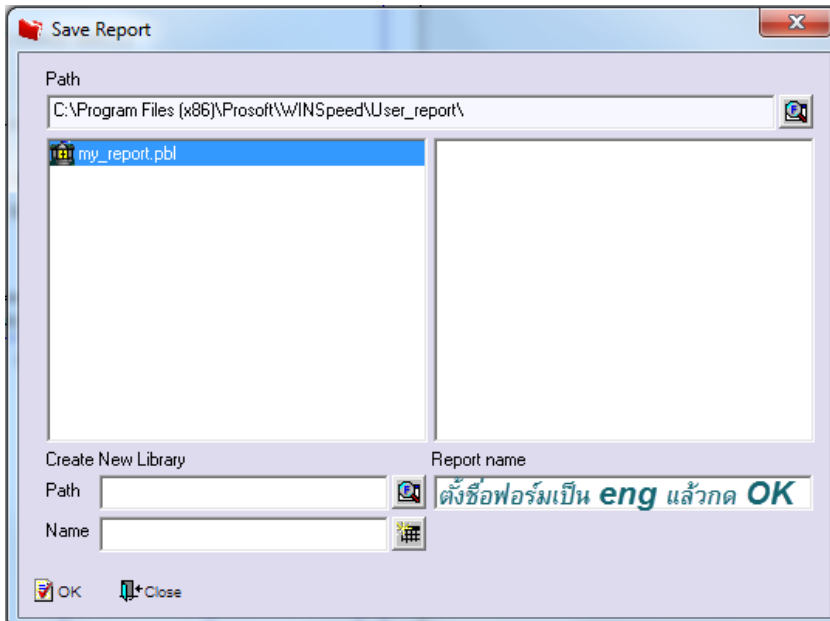 Save Report
Path
C:\Program Files (x86)\Prosoft\WINSpeed\User_report\
my_report.pbl
Create New Library
Report name
Path
ตั้งชื่อฟอร์มเป็น eng แล้วกด OK
Name
OK
Close